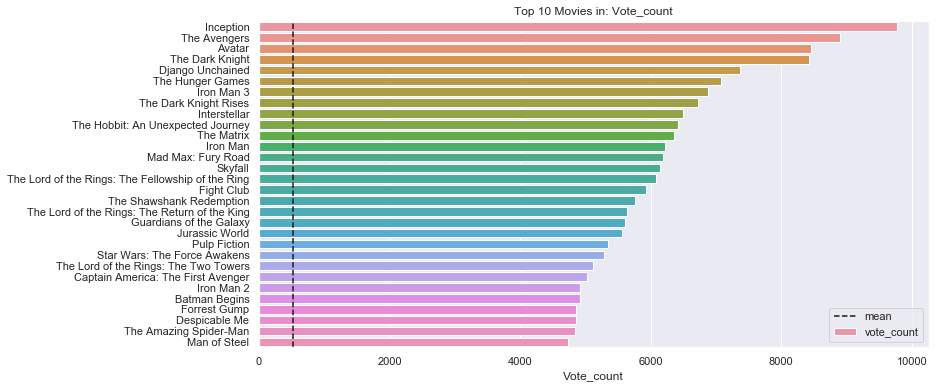 Top 10 Movies in: Vote_count
Inception
The Avengers
Avatar
The Dark Knight
Django Unchained
The Hunger Games
Iron Man 3
The Dark Knight Rises
Interstellar
The Hobbit: An Unexpected Journey
The Matrix
Iron Man
Mad Max: Fury Road
Skyfall
The Lord of the Rings: The Fellowship of the Ring
Fight Club
The Shawshank Redemption
The Lord of the Rings: The Return of the King
Guardians of the Galaxy
Jurassic World
Pulp Fiction
Star Wars: The Force Awakens
The Lord of the Rings: The Two Towers
Captain America: The First Avenger
Iron Man 2
Batman Begins
Forrest Gump
Despicable Me
The Amazing Spider-Man
Man of Steel
mean
vote_count
0 2000 4000 6000 8000 10000
Vote_count